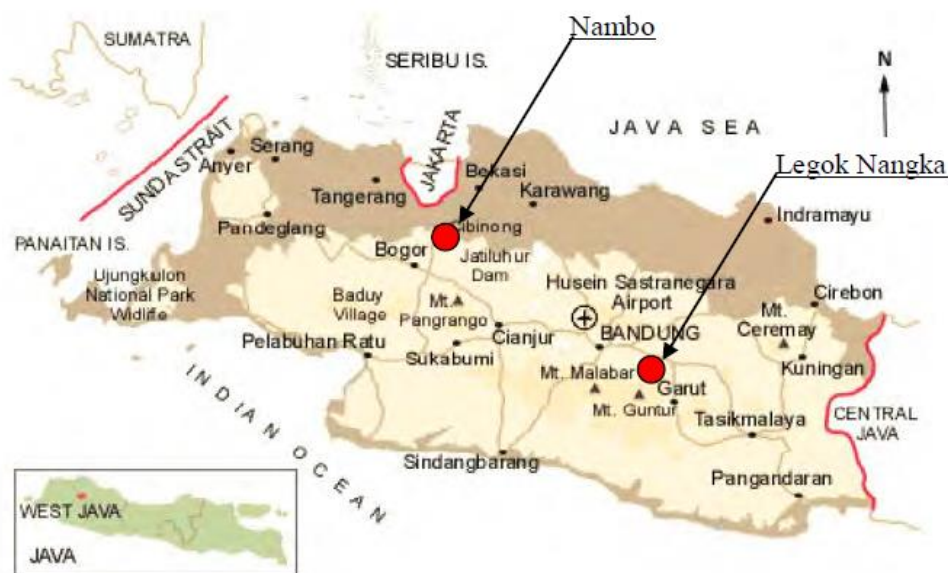 Nambo
SUMATRA
SERIBU IS.
N
JAVA SEA
SUNDA STRAIT
JAKARTA
Legok Nangka
Anyer
Serang
Tangerang
Bekasi
Karawang
Indramayu
Pandeglang
Cibinong
PANAITAN IS.
Bogor
Jatiluhur
Dam
Ujungkulon
National Park
Widlife
Baduy
Village
Mt.
Pangrango
Husein Sastranegara
Airport
Cirebon
Mt.
Ceremay
Pelabuhan Ratu
Cianjur
BANDUNG
Sukabumi
Mt. Malabar
Kuningan
Garut
Mt. Guntur
Tasikmalaya
CENTRAL
JAVA
INDIAN OCEAN
Sindangbarang
Pangandaran
WEST JAVA
JAVA